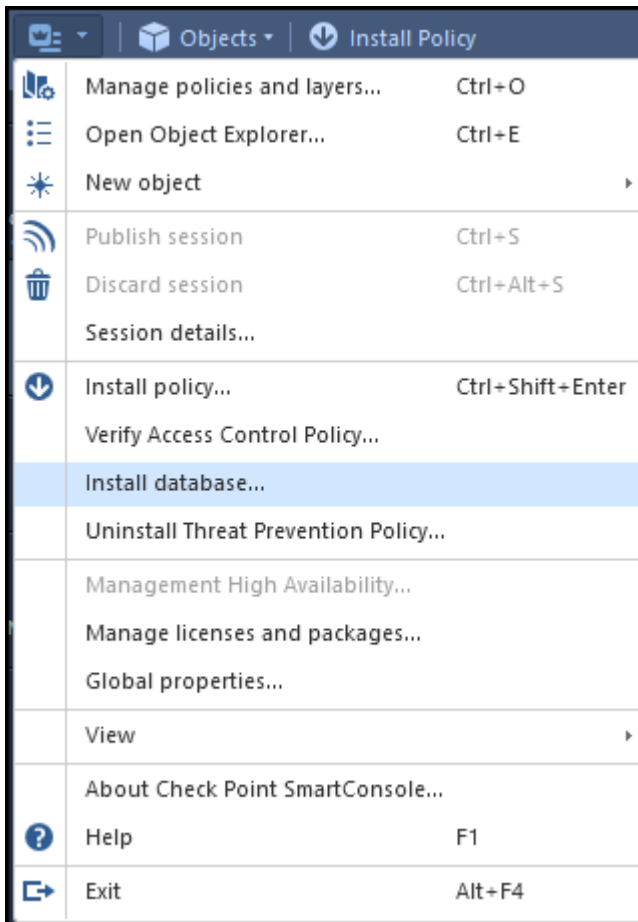 Objects Install Policy
Manage policies and layers... Ctrl+O
Open Object Explorer... Ctrl+E
New object
Publish session Ctrl+S
Discard session Ctrl+Alt+S
Session details...
Install policy... Ctrl+Shift+Enter
Verify Access Control Policy...
Install database...
Uninstall Threat Prevention Policy...
Management High Availability...
Manage licenses and packages...
Global properties...
View
About Check Point SmartConsole...
Help F1
Exit Alt+F4